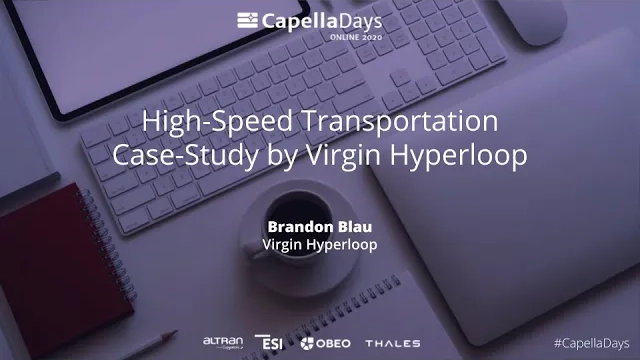 CapellaDays
ONLINE 2020
High-Speed Transportation
Case-Study by Virgin Hyperloop
Brandon Blau
Virgin Hyperloop
ALTRAN
ESI
OBEO
THALES
#CapellaDays